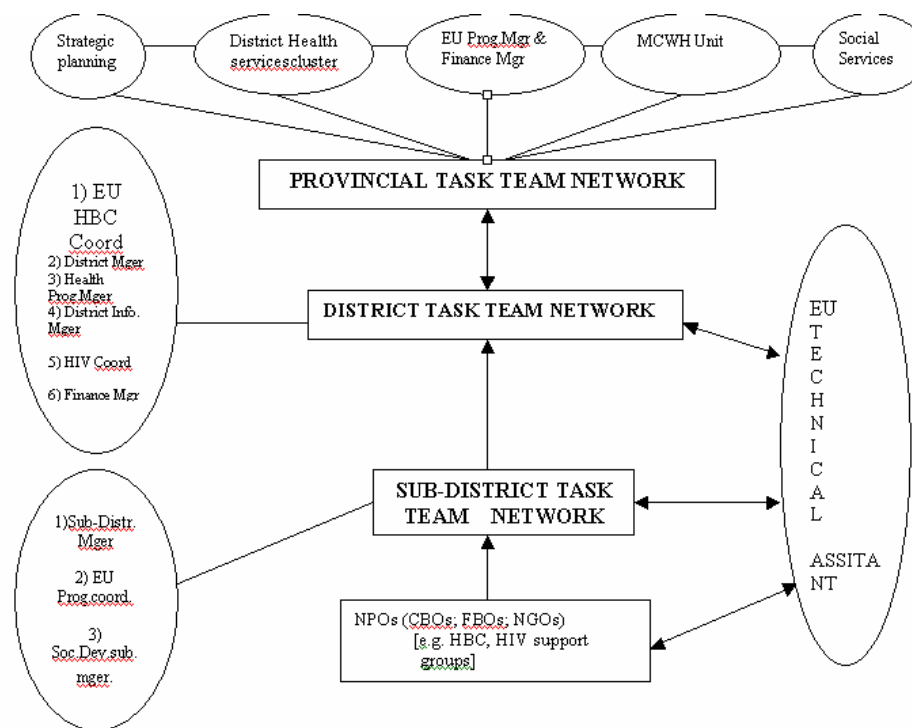 Strategic
planning
District Health
servicescluster
EU Prog.Mgr &
Finance Mgr
MCWH Unit
Social
Services
PROVINCIAL TASK TEAM NETWORK
1) EU
HBC
Coord
2) District Mger
3) Health
Prog.Mger
4) District Info.
Mger
5) HIV Coord
6) Finance Mgr
DISTRICT TASK TEAM NETWORK
EU
T
E
C
H
N
I
C
A
L
ASSITA
NT
SUB-DISTRICT TASK
TEAM NETWORK
1)Sub-Distr.
Mger
2) EU
Prog.coord.
3)
Soc.Dev.sub.
mger.
NPOs (CBOs; FBOs; NGOs)
[e.g. HBC, HIV support
groups]